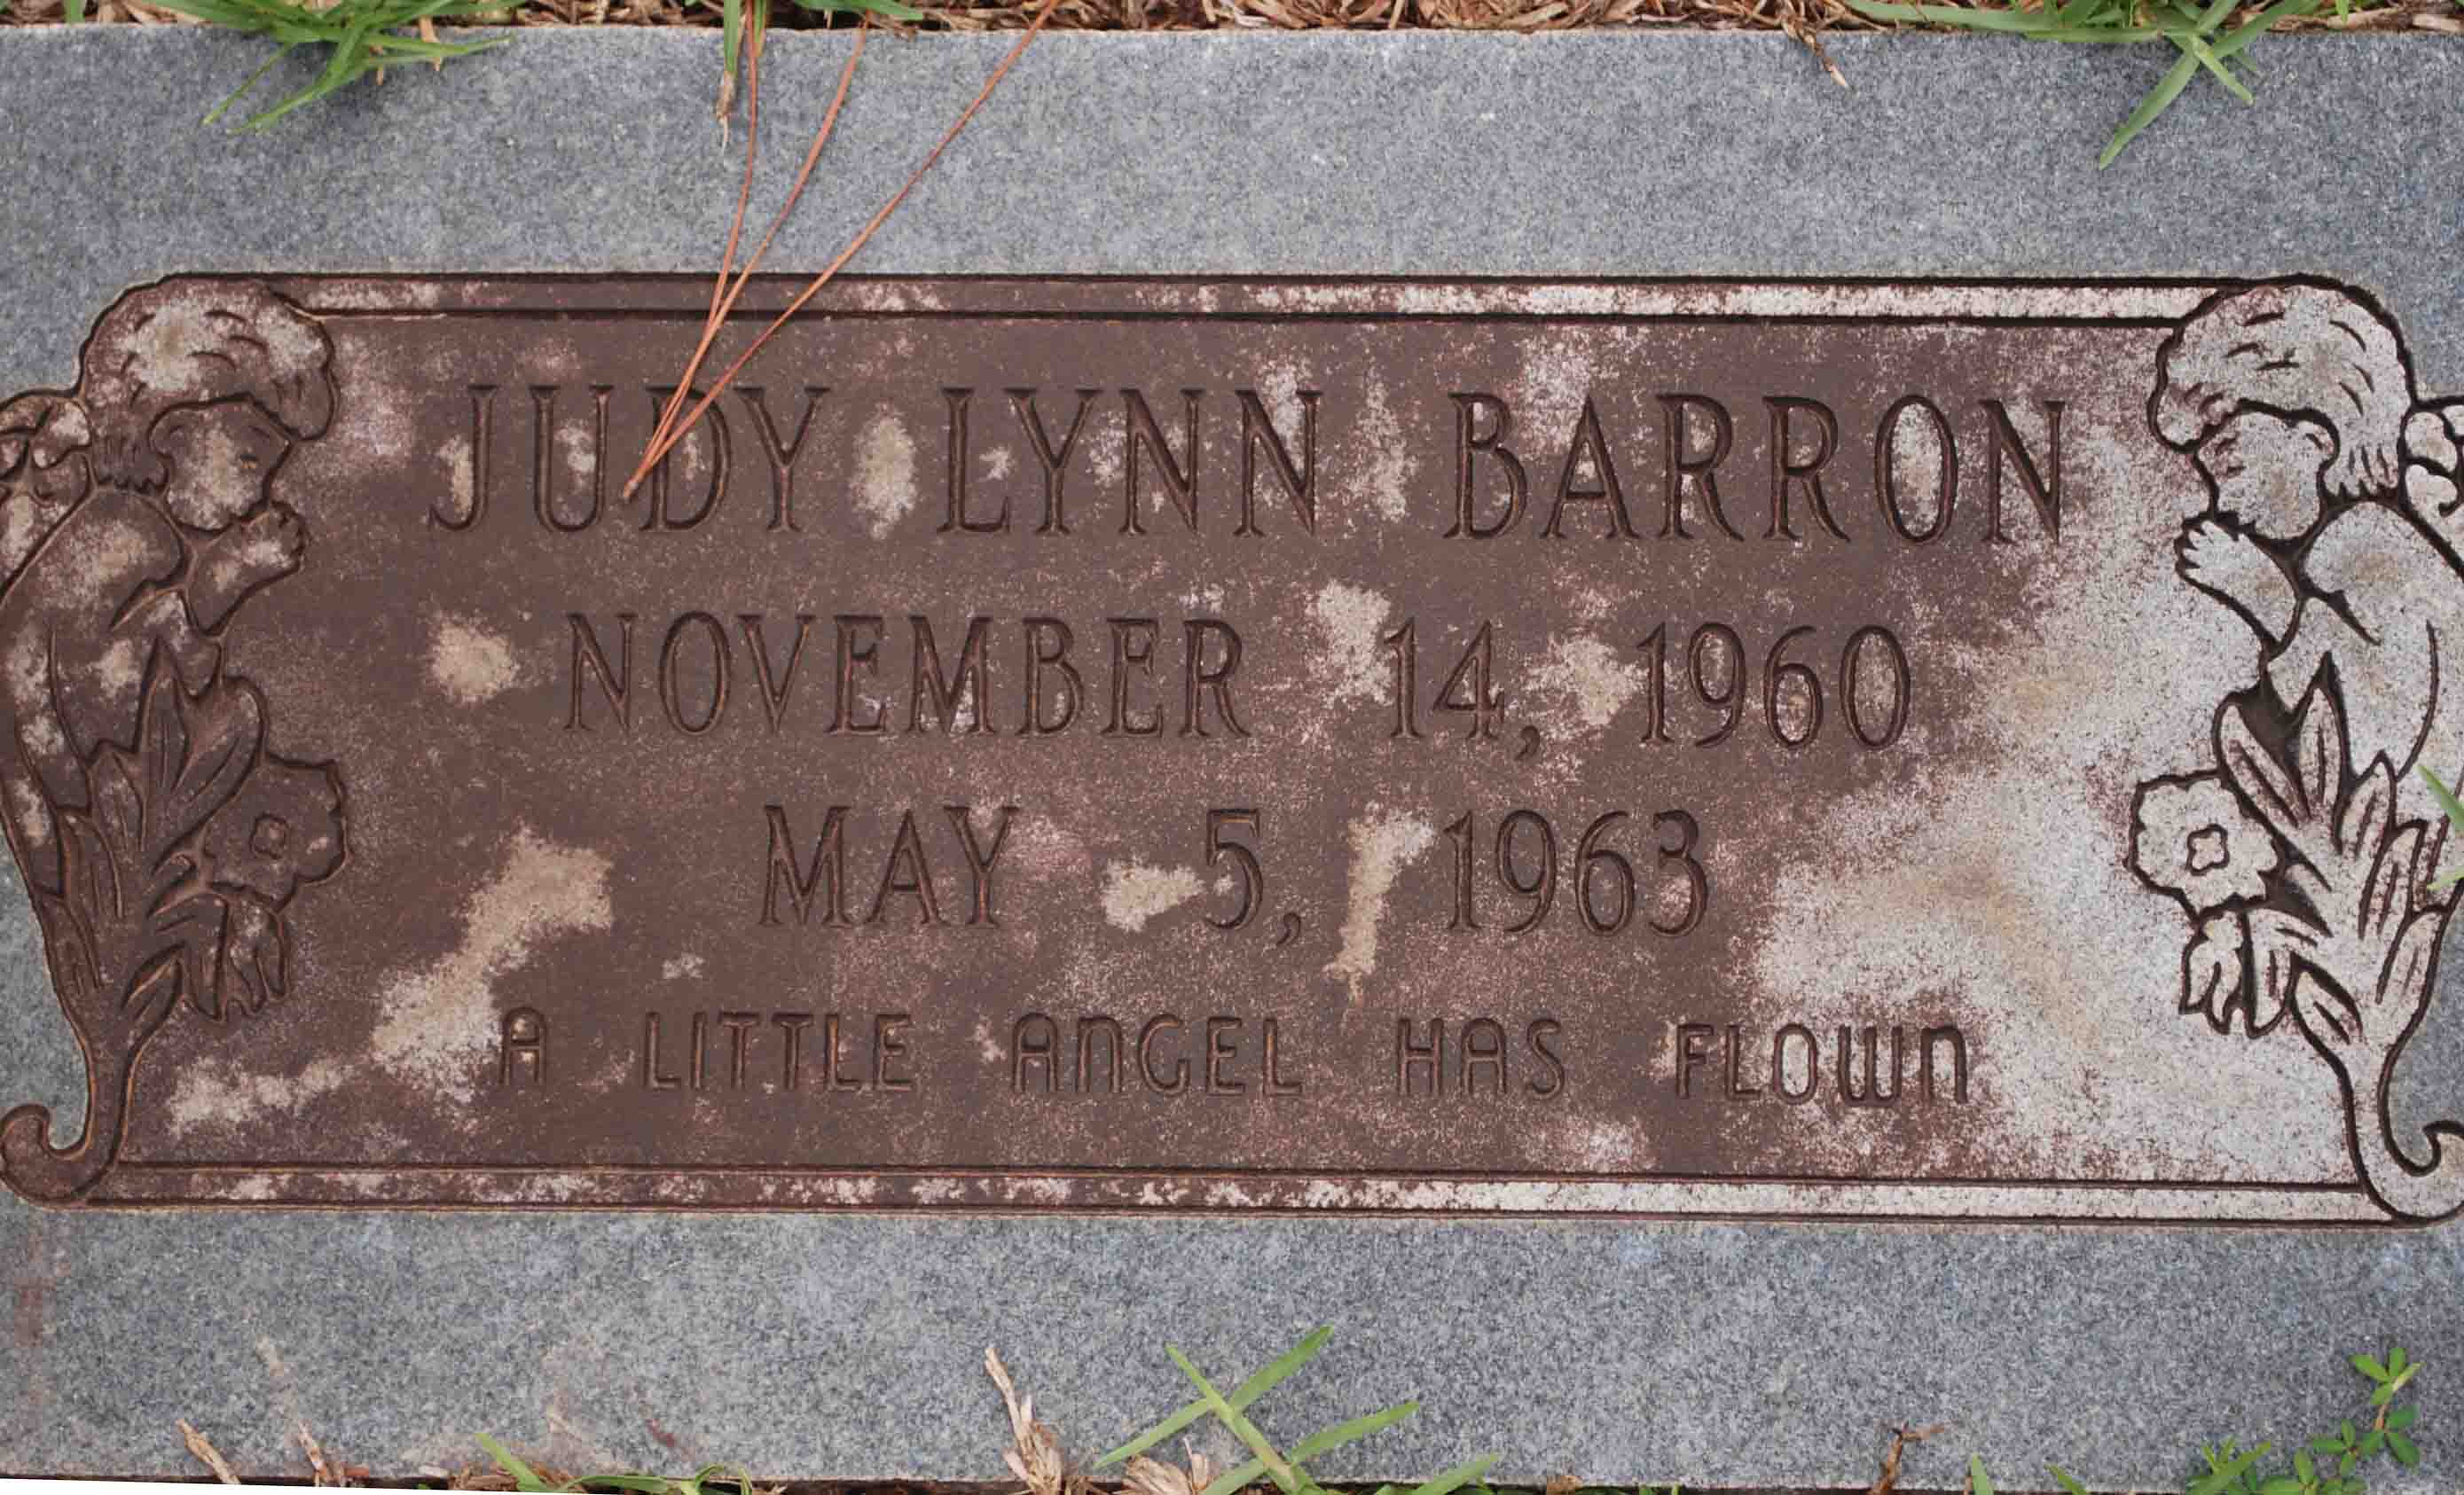 JUDY LYNN BARRON
NOVEMBER 14, 1960
MAY 5, 1963
A LITTLE ANGEL HAS FLOWN